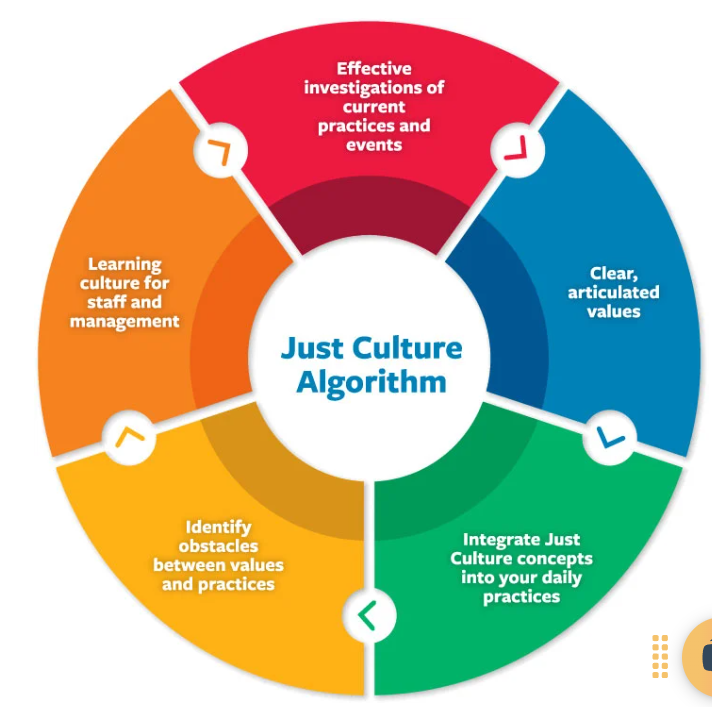 Effective
investigations of
current
practices and
events
Clear,
articulated
values
Integrate Just
Culture concepts
into your daily
practices
Identify
obstacles
between values
and practices
Learning
culture for
staff and
management
Just Culture
Algorithm